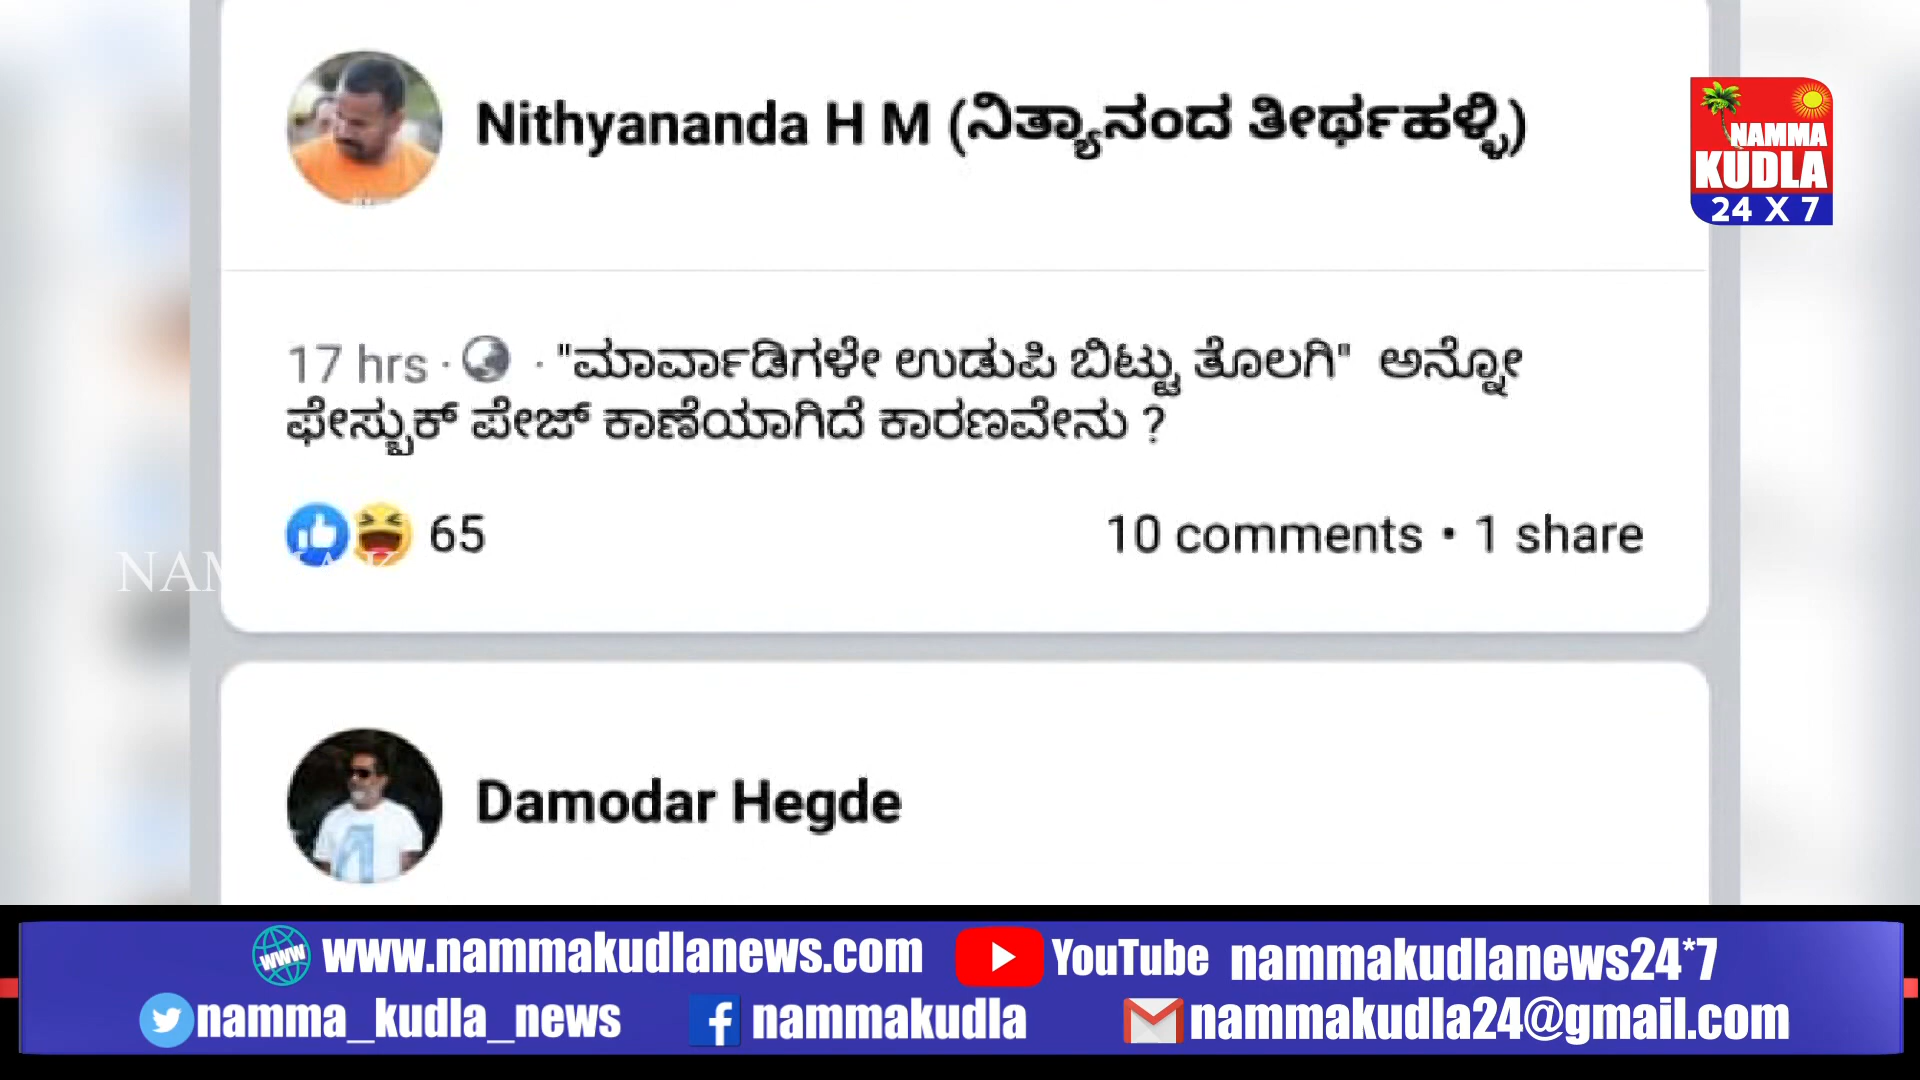 Nithyananda H M (ನಿತ್ಯಾನಂದ ತೀರ್ಥಹಳ್ಳಿ)
NAMMA
KUDLA
24 X 7
17 hrs · · "ಮಾರ್ವಾಡಿಗಳೇ ಉಡುಪಿ ಬಿಟ್ಟು ತೊಲಗಿ" ಅನ್ನೋ
ಫೇಸ್ಬುಕ್ ಪೇಜ್ ಕಾಣೆಯಾಗಿದೆ ಕಾರಣವೇನು ?
65 10 comments • 1 share
Damodar Hegde
www www.nammakudlanews.com YouTube nammakudlanews24*7
namma_kudla_news nammakudla nammakudla24@gmail.com